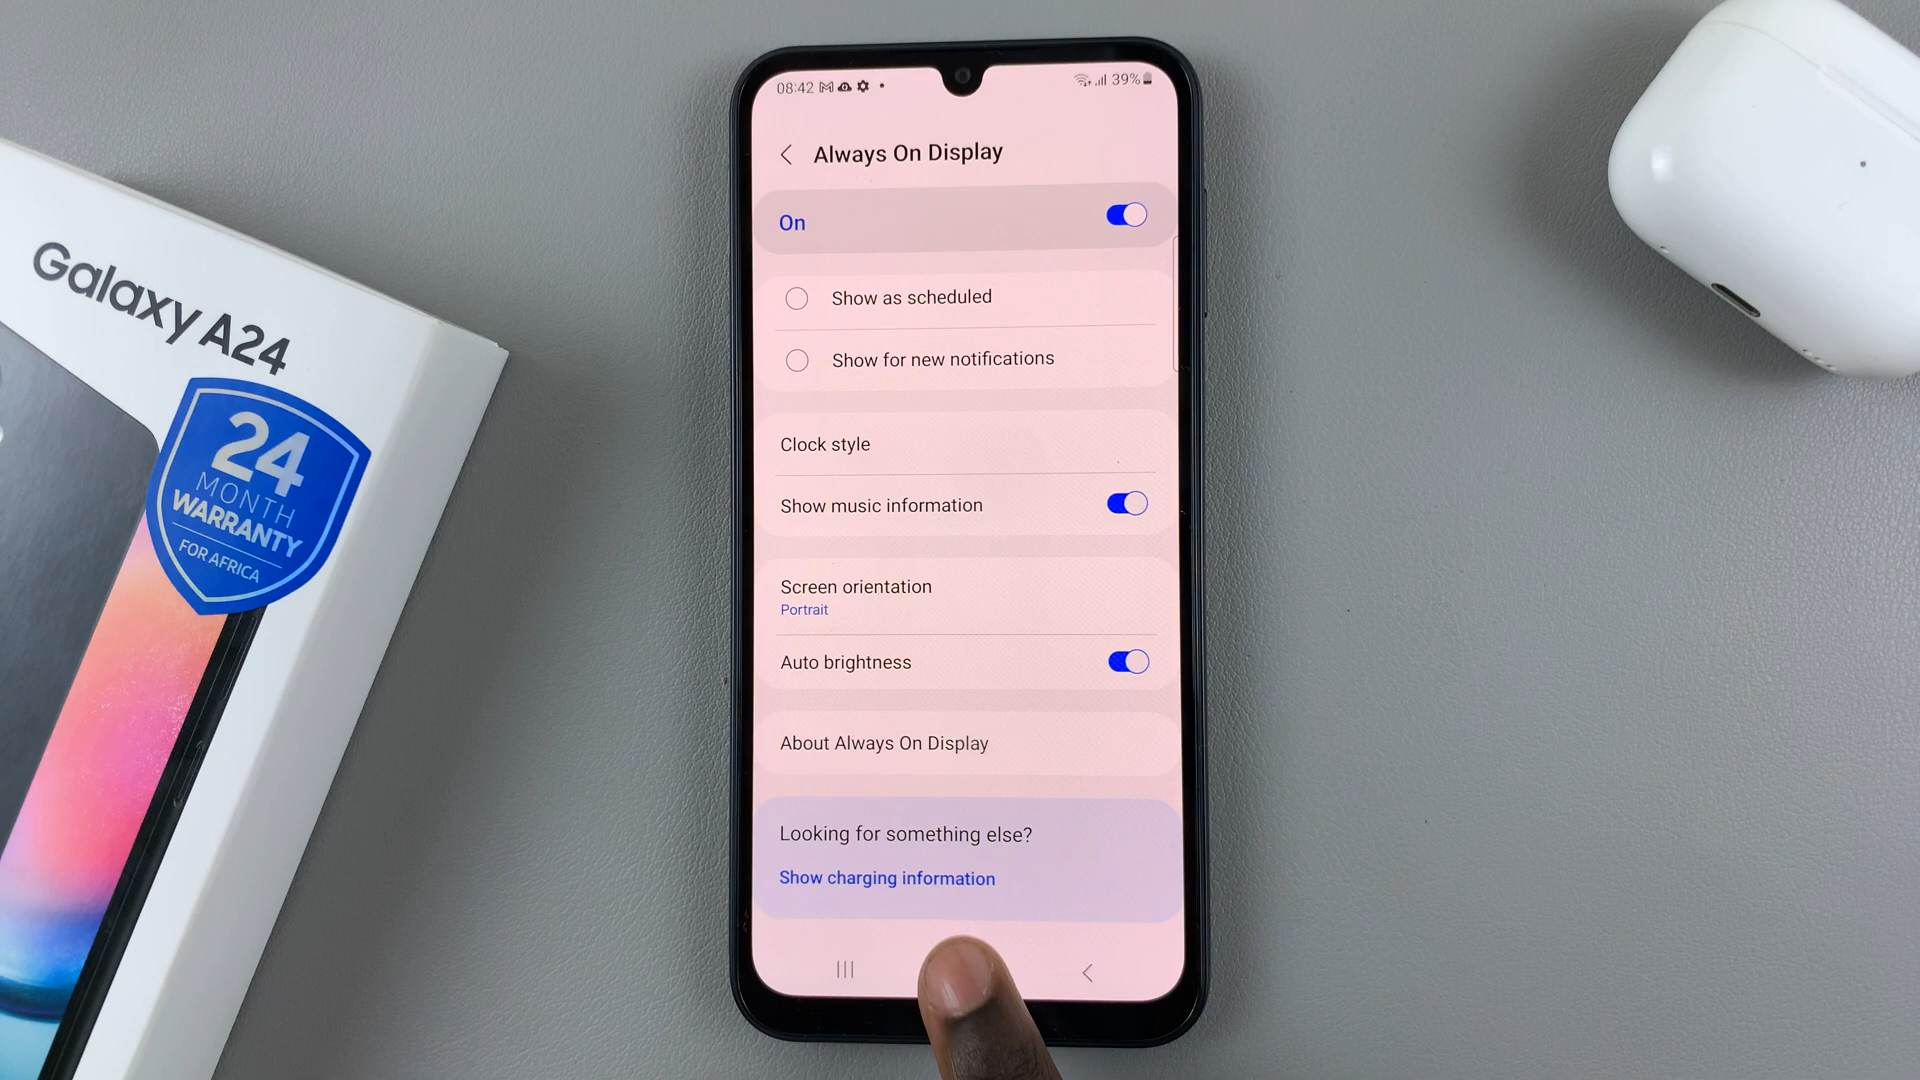 08:42
39%
Always On Display
On
Show as scheduled
Show for new notifications
Clock style
Show music information
Screen orientation
Portrait
Auto brightness
About Always On Display
Looking for something else?
Show charging information
Galaxy A24
24
MONTH
WARRANTY
FOR AFRICA